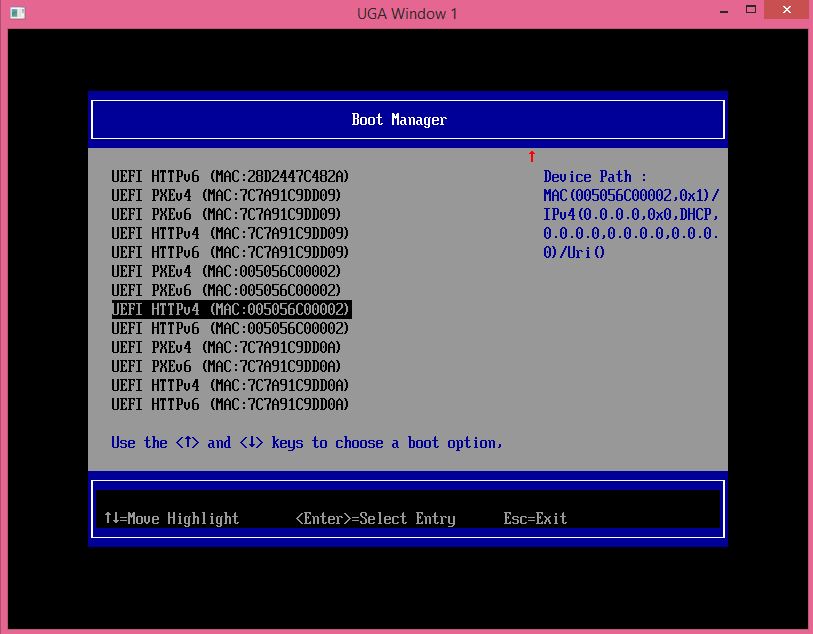 UGA Window 1
Boot Manager
UEFI HTTPv6 (MAC:28D2447C482A)
UEFI PXEv4 (MAC:7C7A91C9DD09)
UEFI PXEv6 (MAC:7C7A91C9DD09)
UEFI HTTPv4 (MAC:7C7A91C9DD09)
UEFI HTTPv6 (MAC:7C7A91C9DD09)
UEFI PXEv4 (MAC:005056C00002)
UEFI PXEv6 (MAC:005056C00002)
UEFI HTTPv4 (MAC:005056C00002)
UEFI HTTPv6 (MAC:005056C00002)
UEFI PXEv4 (MAC:7C7A91C9DD0A)
UEFI PXEv6 (MAC:7C7A91C9DD0A)
UEFI HTTPv4 (MAC:7C7A91C9DD0A)
UEFI HTTPv6 (MAC:7C7A91C9DD0A)
↑
Device Path :
MAC(005056C00002,0x1)/
IPv4(0.0.0.0,0x0,DHCP,
0.0.0.0,0.0.0.0,0.0.0.
0)/Uri()
Use the <↑> and <↓> keys to choose a boot option,
↑↓=Move Highlight <Enter>=Select Entry Esc=Exit